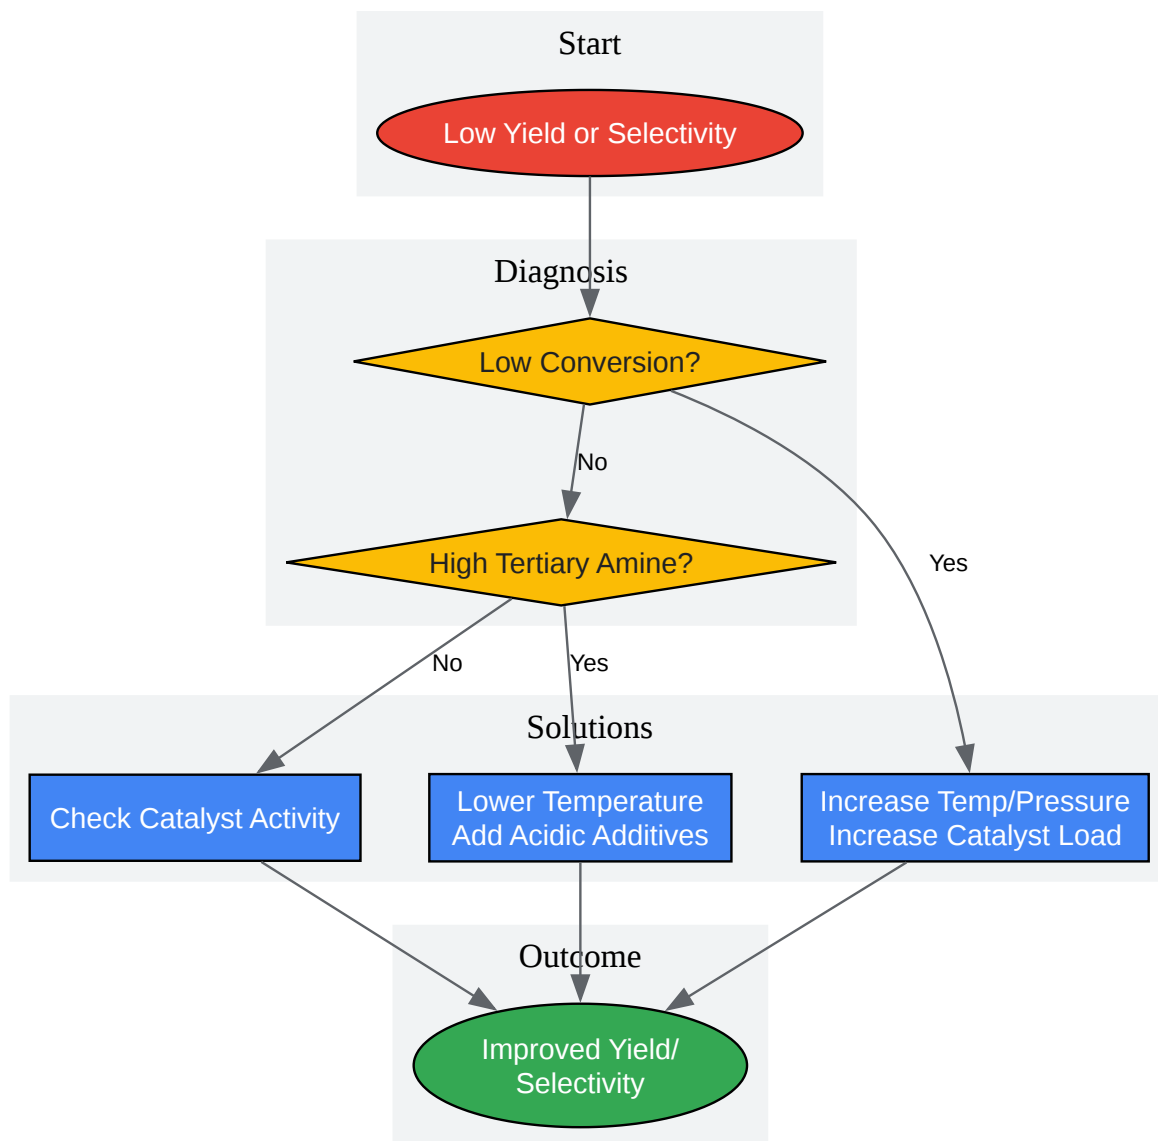 Start
Low Yield or Selectivity
Diagnosis
Low Conversion?
No
High Tertiary Amine?
Yes
No
Yes
Solutions
Check Catalyst Activity
Lower Temperature
Add Acidic Additives
Increase Temp/Pressure
Increase Catalyst Load
Outcome
Improved Yield/
Selectivity